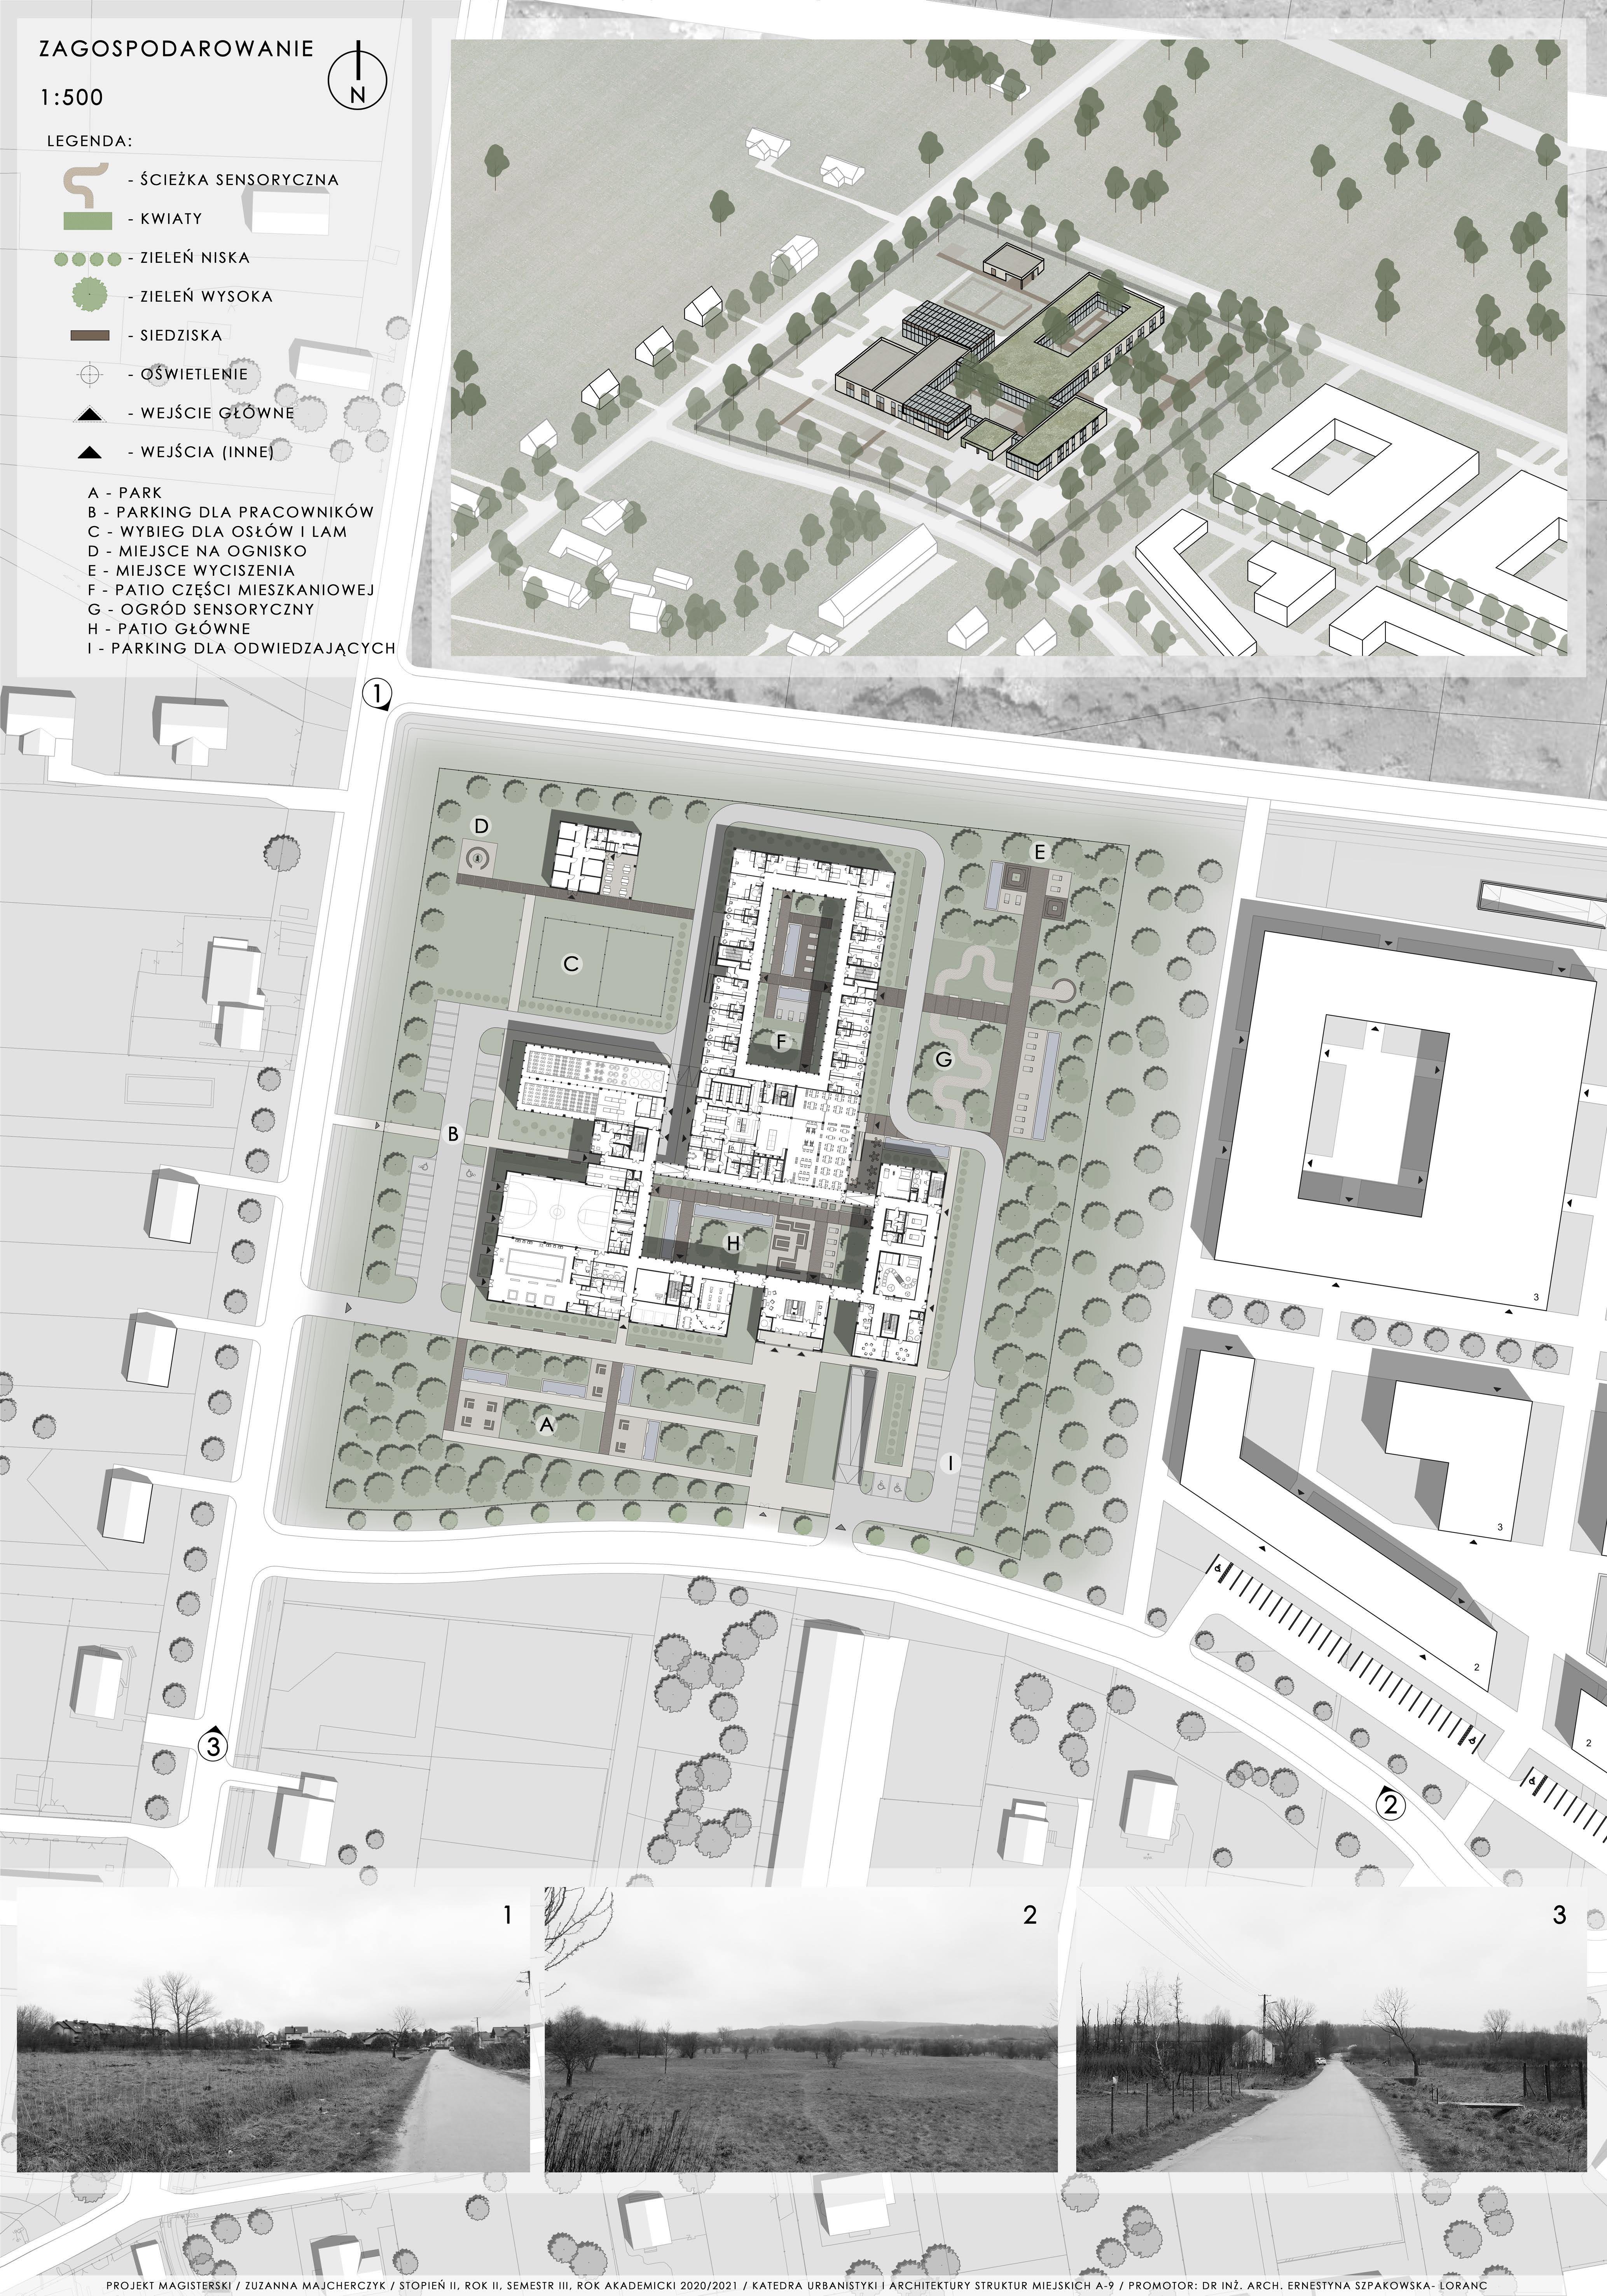 ZAGOSPODAROWANIE
1:500
N
LEGENDA:
- ŚCIEŻKA SENSORYCZNA
- KWIATY
- ZIELEŃ NISKA
- ZIELEŃ WYSOKA
- SIEDZISKA
- OŚWIETLENIE
- WEJŚCIE GŁÓWNE
- WEJŚCIA (INNE)
A - PARK
B - PARKING DLA PRACOWNIKÓW
C - WYBIEG DLA OSŁÓW I LAM
D - MIEJSCE NA OGNISKO
E - MIEJSCE WYCISZENIA
F - PATIO CZĘŚCI MIESZKANIOWEJ
G - OGRÓD SENSORYCZNY
H - PATIO GŁÓWNE
I - PARKING DLA ODWIEDZAJĄCYCH
1
D
E
C
F
G
B
H
3
A
I
3
2
2
3
2
1
2
3
PROJEKT MAGISTERSKI / ZUZANNA MAJCHERCZYK / STOPIEŃ II, ROK II, SEMESTR III, ROK AKADEMICKI 2020/2021 / KATEDRA URBANISTYKI I ARCHITEKTURY STRUKTUR MIEJSKICH A-9 / PROMOTOR: DR INŻ. ARCH. ERNESTYNA SZPAKOWSKA- LORANC